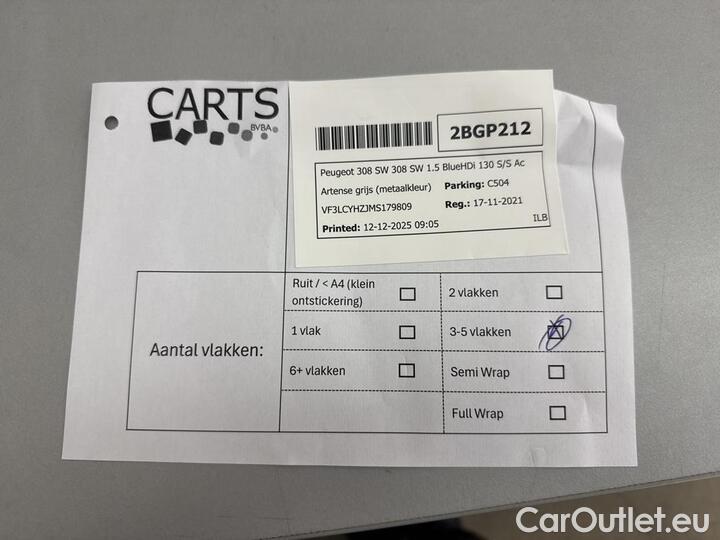 CARTS
BVBA
2BGP212
Peugeot 308 SW 308 SW 1.5 BlueHDi 130 S/S Ac
Artense grijs (metaalkleur) Parking: C504
VF3LCYHZJMS179809 Reg.: 17-11-2021
Printed: 12-12-2025 09:05 ILB
Aantal vlakken:
Ruit / < A4 (klein ontstickering)
2 vlakken
1 vlak
3-5 vlakken
6+ vlakken
Semi Wrap
Full Wrap
CarOutlet.eu